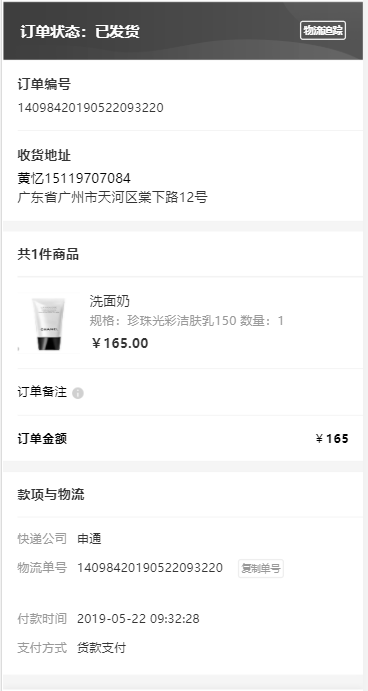 订单状态：已发货
物流追踪
订单编号
14098420190522093220
收货地址
黄忆15119707084
广东省广州市天河区棠下路12号
共1件商品
CHANEL
洗面奶
规格：珍珠光彩洁肤乳150 数量：1
￥165.00
订单备注
订单金额
￥165
款项与物流
快递公司 申通
物流单号 14098420190522093220 复制单号
付款时间 2019-05-22 09:32:28
支付方式 货款支付